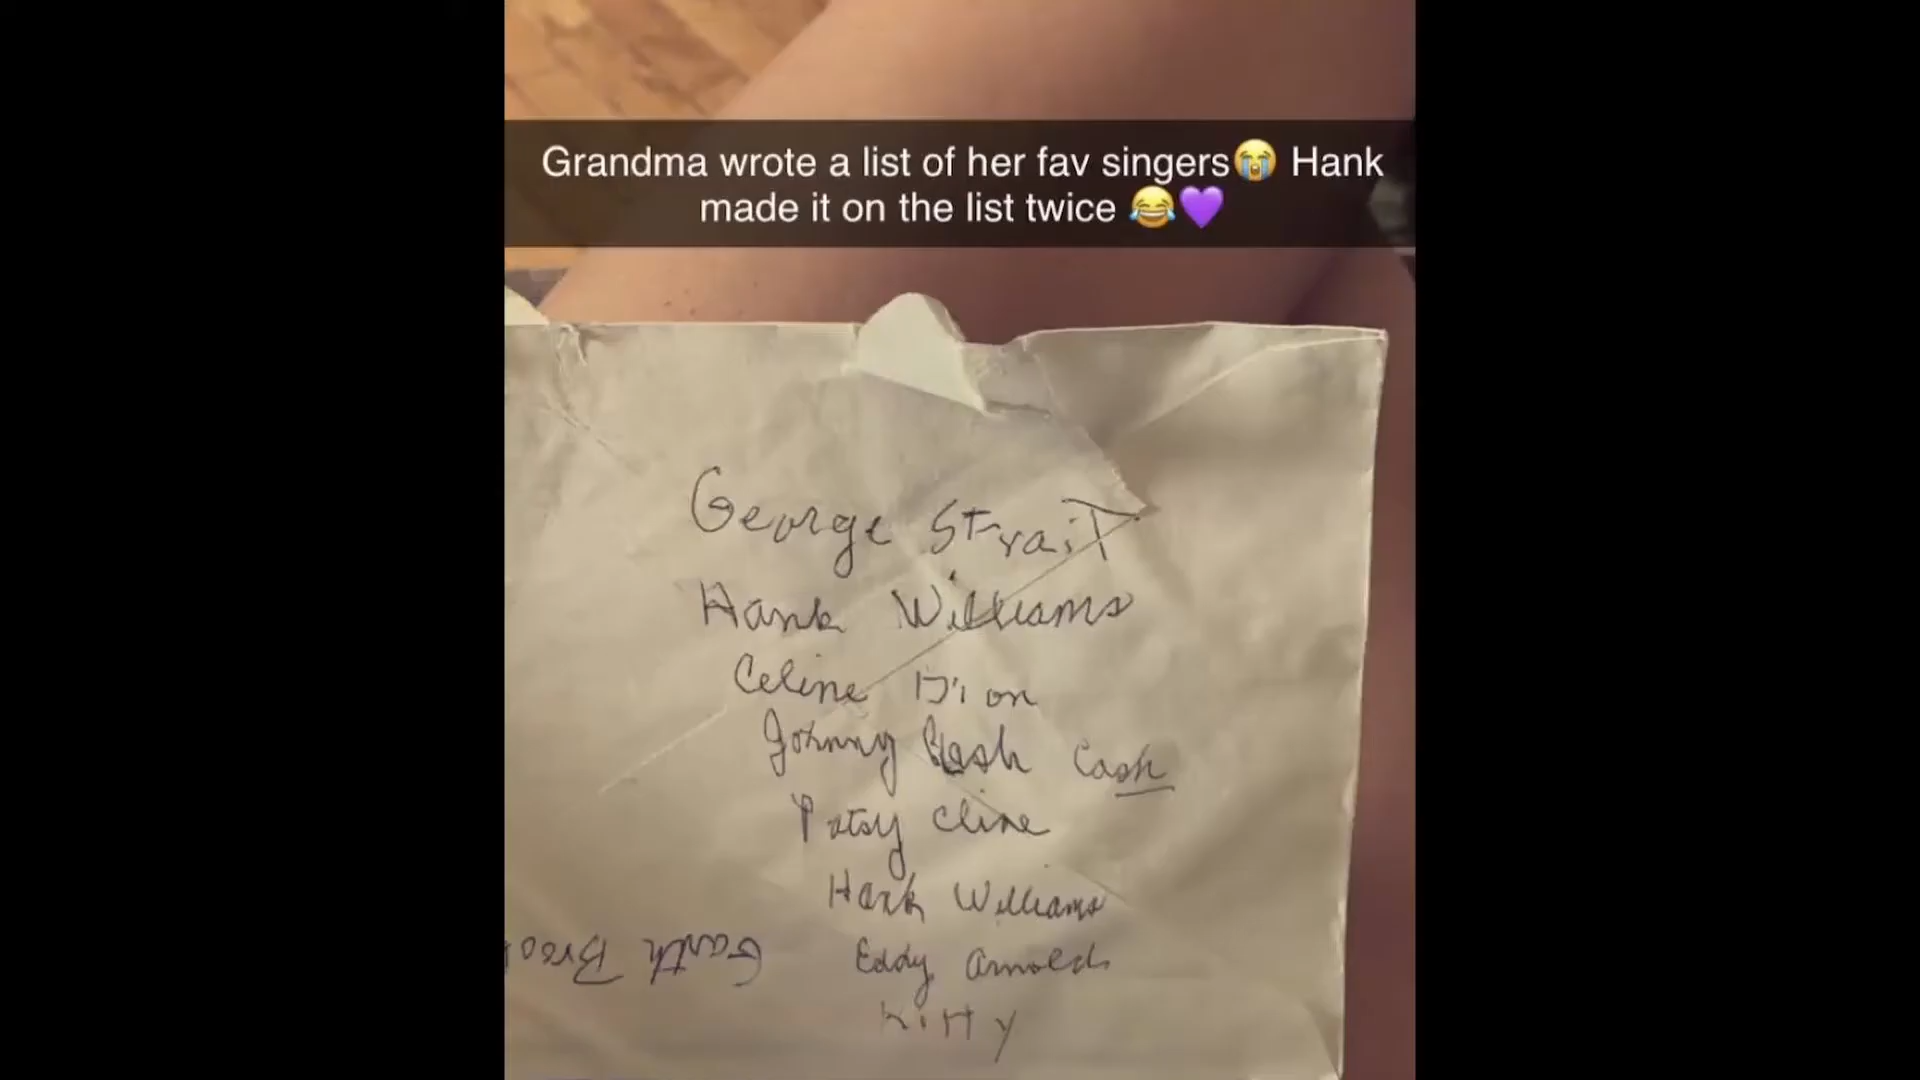 Grandma wrote a list of her fav singers😭 Hank
made it on the list twice 😂💜
George Strait
Hank Williams
Celine Dion
Johnny Cash Cash
Patsy Cline
Hank Williams
Eddy Arnold
Garth
Kitty